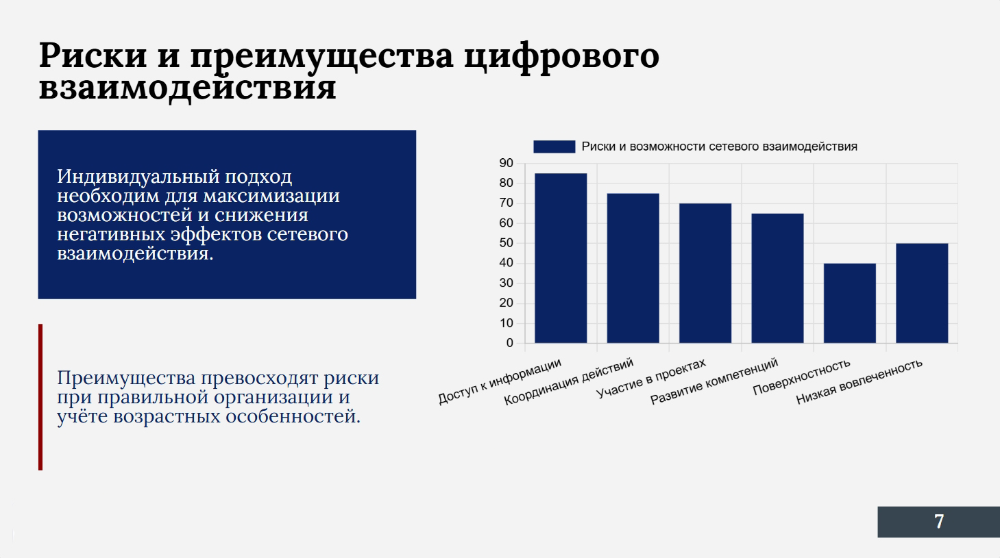 Риски и преимущества цифрового
взаимодействия
Индивидуальный подход
необходим для максимизации
возможностей и снижения
негативных эффектов сетевого
взаимодействия.
Преимущества превосходят риски
при правильной организации и
учёте возрастных особенностей.
Риски и возможности сетевого взаимодействия
90
80
70
60
50
40
30
20
10
0
Доступ к информации
Координация действий
Участие в проектах
Развитие компетенций
Поверхностность
Низкая вовлеченность
7